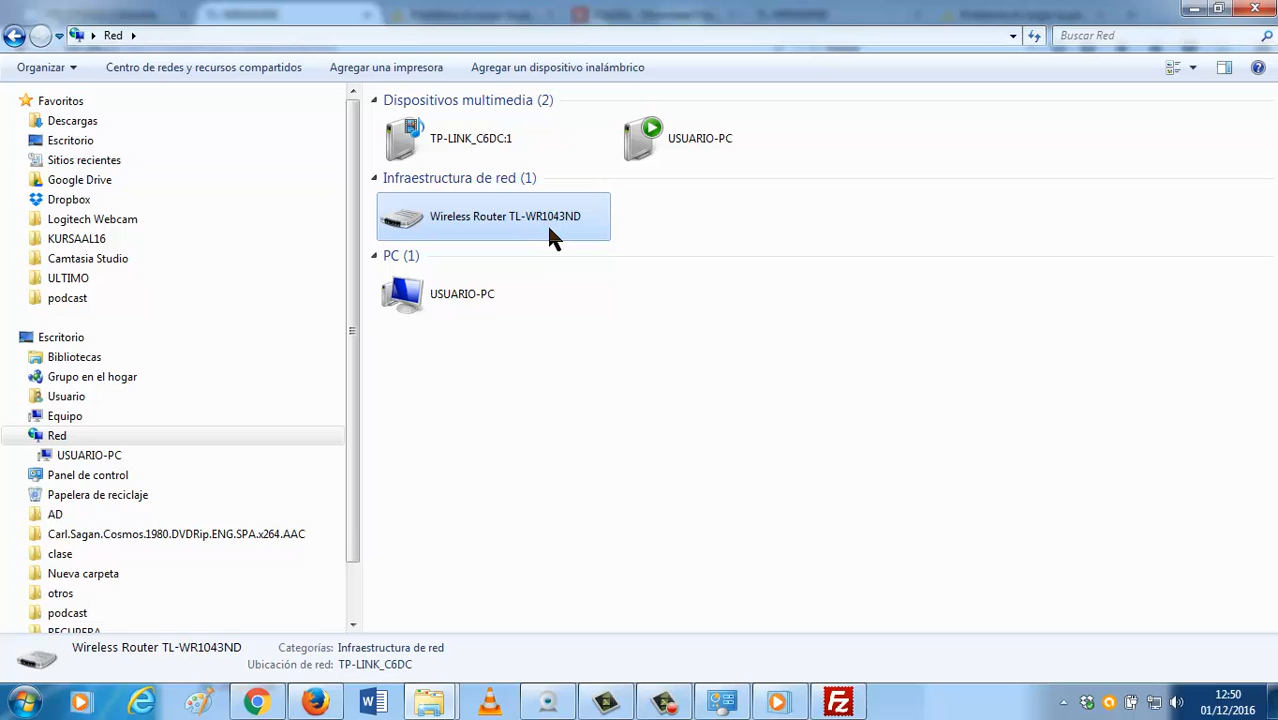 Red
Buscar Red
Organizar
Centro de redes y recursos compartidos
Agregar una impresora
Agregar un dispositivo inalámbrico
Favoritos
Descargas
Escritorio
Sitios recientes
Google Drive
Dropbox
Logitech Webcam
KURSAAL16
Camtasia Studio
ULTIMO
podcast
Escritorio
Bibliotecas
Grupo en el hogar
Usuario
Equipo
Red
USUARIO-PC
Panel de control
Papelera de reciclaje
AD
Carl.Sagan.Cosmos.1980.DVDRip.ENG.SPA.x264.AAC
clase
Nueva carpeta
otros
podcast
RECUPERA
Dispositivos multimedia (2)
TP-LINK_C6DC:1
USUARIO-PC
Infraestructura de red (1)
Wireless Router TL-WR1043ND
PC (1)
USUARIO-PC
Wireless Router TL-WR1043ND
Categorías: Infraestructura de red
Ubicación de red: TP-LINK_C6DC
12:50
01/12/2016